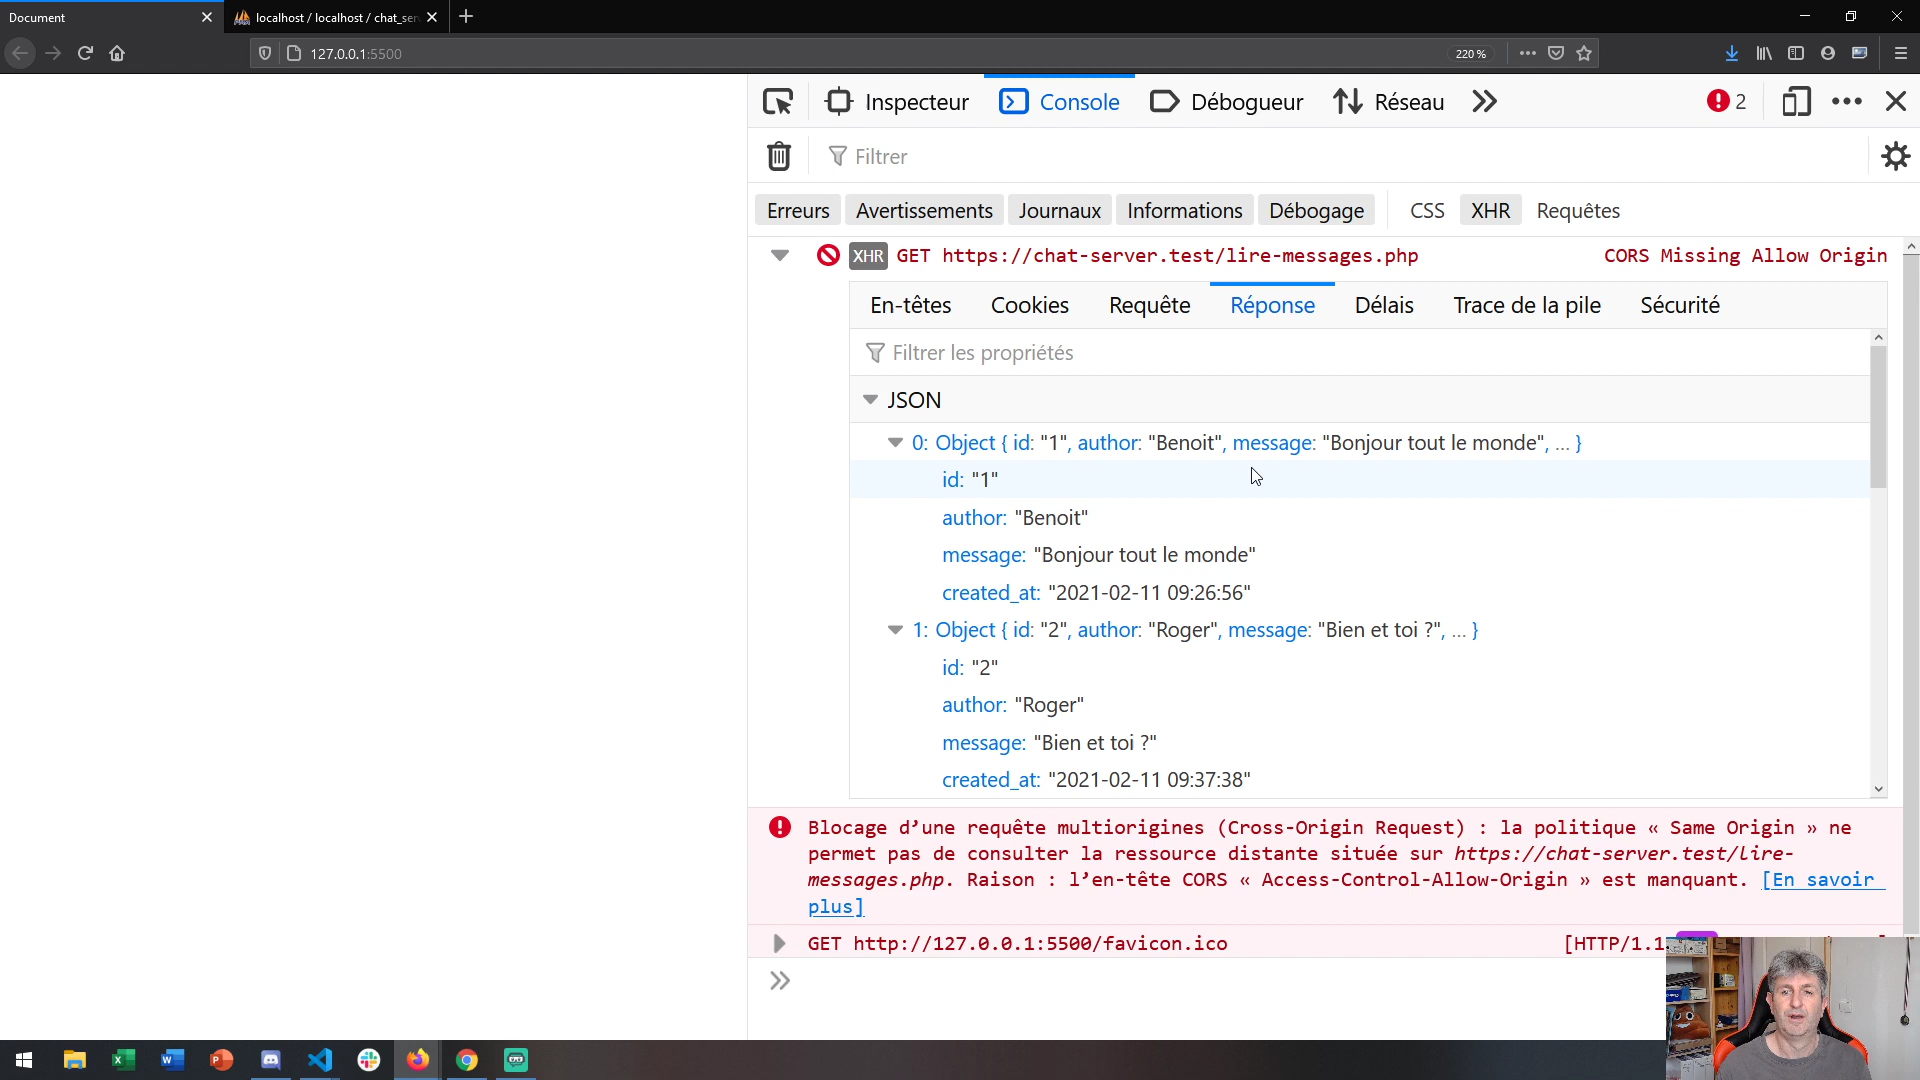 Document
localhost / localhost / chat_ser
127.0.0.1:5500
220 %
Inspecteur
Console
Débogueur
Réseau
2
Filtrer
Erreurs
Avertissements
Journaux
Informations
Débogage
CSS
XHR
Requêtes
XHR GET https://chat-server.test/lire-messages.php CORS Missing Allow Origin
En-têtes
Cookies
Requête
Réponse
Délais
Trace de la pile
Sécurité
Filtrer les propriétés
JSON
0: Object { id: "1", author: "Benoit", message: "Bonjour tout le monde", … }
id: "1"
author: "Benoit"
message: "Bonjour tout le monde"
created_at: "2021-02-11 09:26:56"
1: Object { id: "2", author: "Roger", message: "Bien et toi ?", … }
id: "2"
author: "Roger"
message: "Bien et toi ?"
created_at: "2021-02-11 09:37:38"
Blocage d’une requête multiorigines (Cross-Origin Request) : la politique « Same Origin » ne
permet pas de consulter la ressource distante située sur https://chat-server.test/lire-
messages.php. Raison : l’en-tête CORS « Access-Control-Allow-Origin » est manquant. [En savoir
plus]
GET http://127.0.0.1:5500/favicon.ico [HTTP/1.1